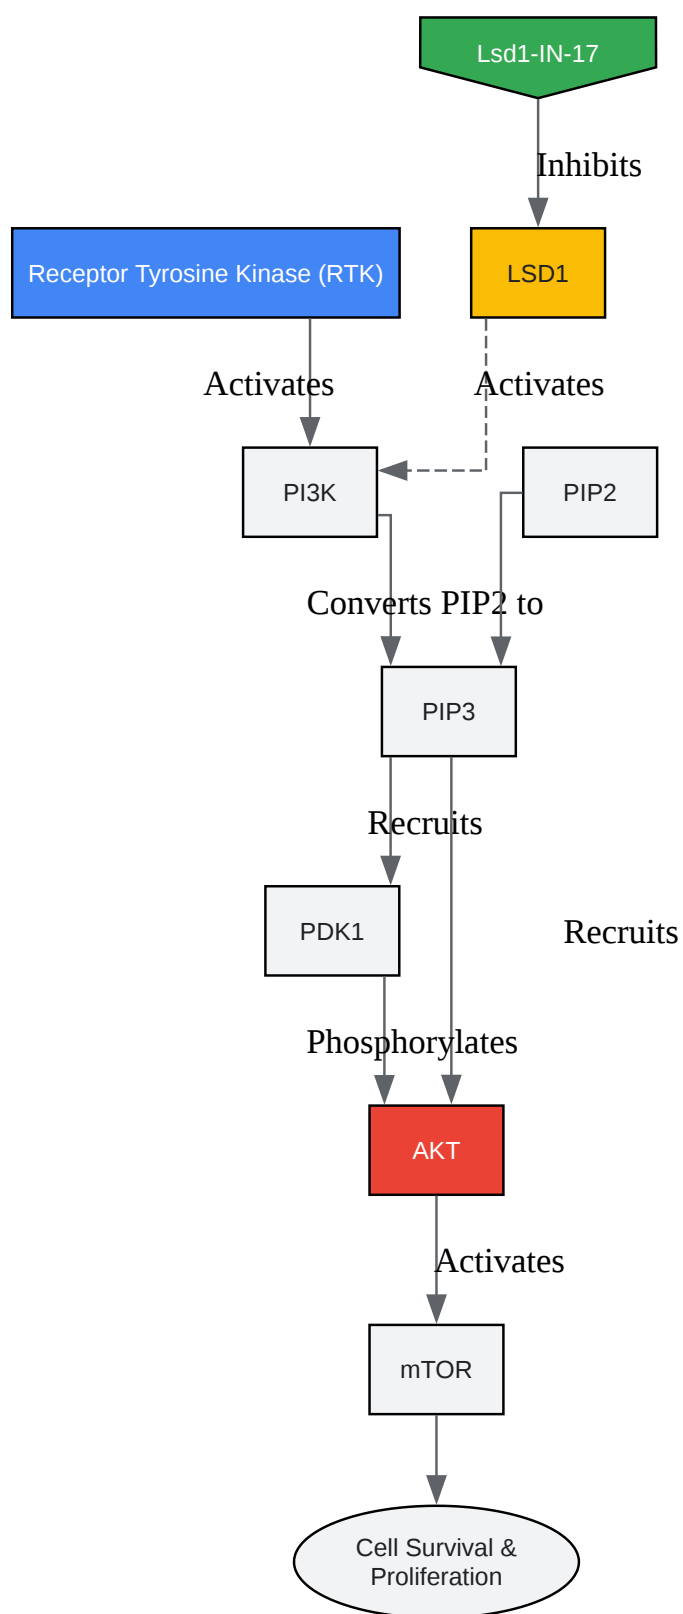 Lsd1-IN-17
Inhibits
Receptor Tyrosine Kinase (RTK)
LSD1
Activates
Activates
PI3K
PIP2
Converts PIP2 to
PIP3
Recruits
PDK1
Recruits
Phosphorylates
AKT
Activates
mTOR
Cell Survival &
Proliferation